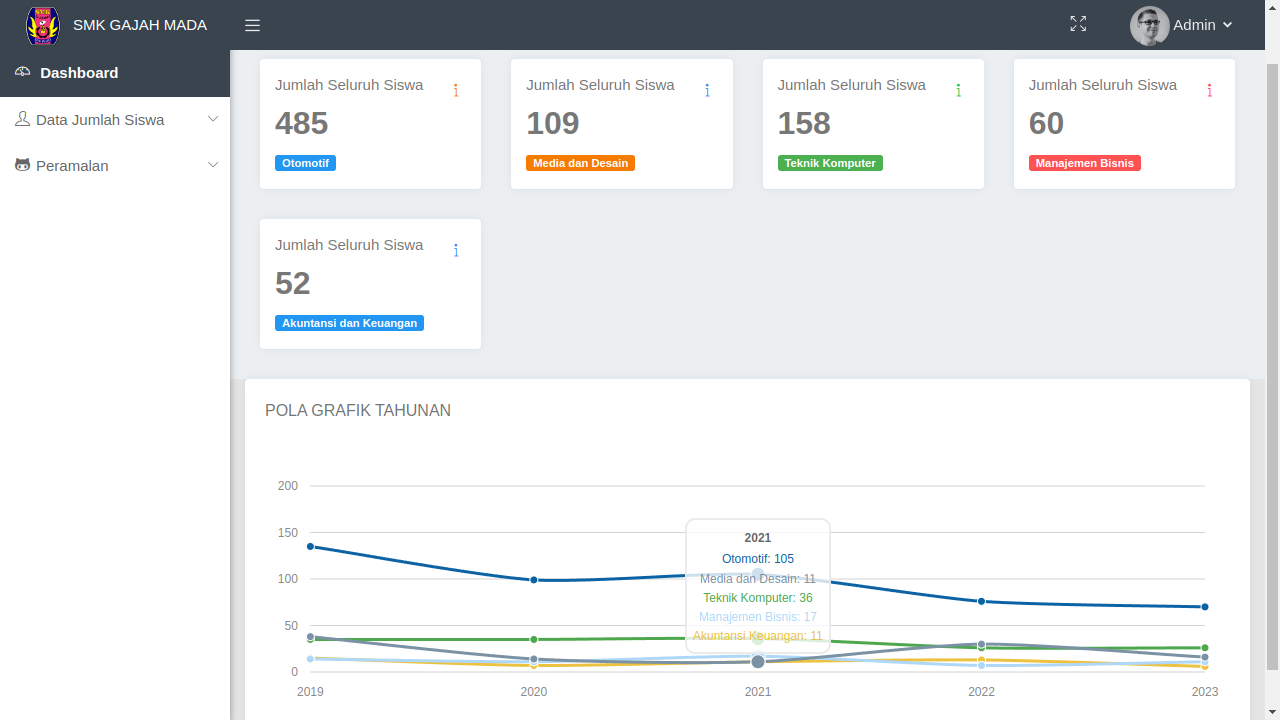 SMK GAJAH MADA
Admin
Dashboard
Data Jumlah Siswa
Peramalan
Jumlah Seluruh Siswa
485
Otomotif
Jumlah Seluruh Siswa
109
Media dan Desain
Jumlah Seluruh Siswa
158
Teknik Komputer
Jumlah Seluruh Siswa
60
Manajemen Bisnis
Jumlah Seluruh Siswa
52
Akuntansi dan Keuangan
POLA GRAFIK TAHUNAN
200
150
100
50
0
2021
Otomotif: 105
Media dan Desain: 11
Teknik Komputer: 36
Manajemen Bisnis: 17
Akuntansi Keuangan: 11
2019 2020 2021 2022 2023